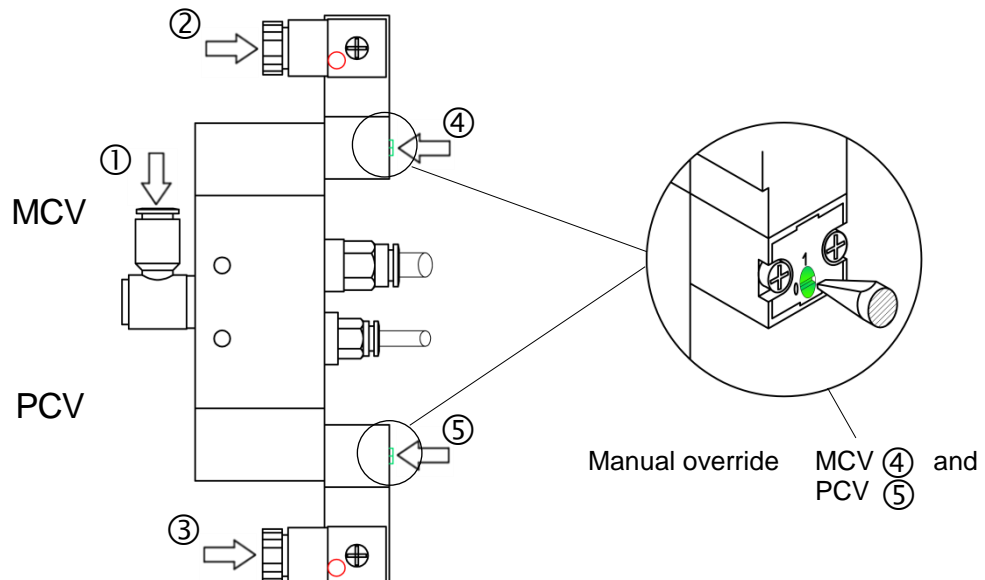 ②
④
①
MCV
1
0
PCV
⑤
Manual override MCV ④ and
PCV ⑤
③